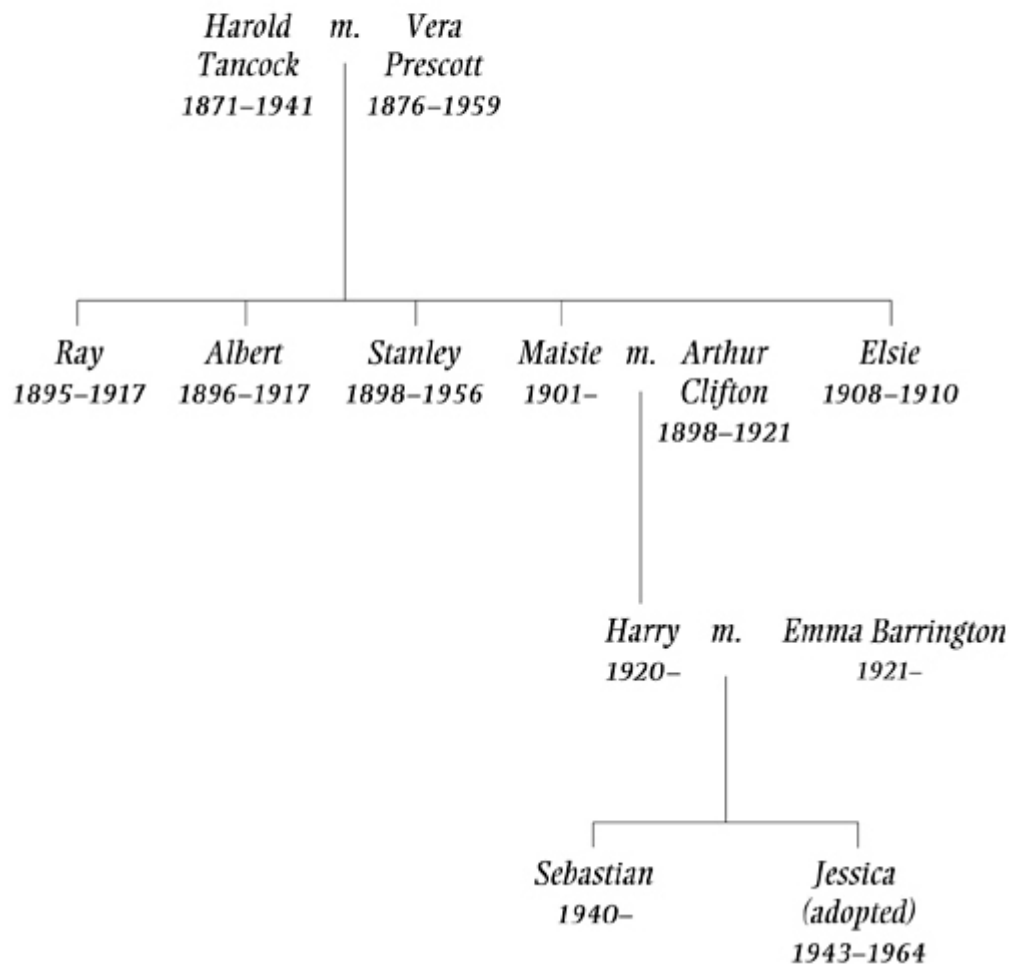 Harold m. Vera
Tancock Prescott
1871–1941 1876–1959
Ray Albert Stanley Maisie m. Arthur Elsie
1895–1917 1896–1917 1898–1956 1901– Clifton 1908–1910
1898–1921
Harry m. Emma Barrington
1920– 1921–
Sebastian Jessica
1940– (adopted)
1943–1964